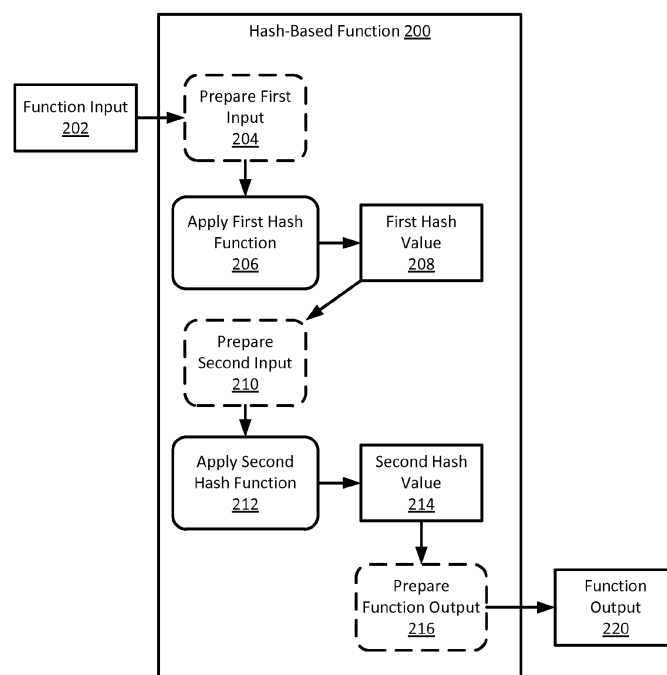 Hash-Based Function 200
Function Input
202
Prepare First
Input
204
Apply First Hash
Function
206
First Hash
Value
208
Prepare
Second Input
210
Apply Second
Hash Function
212
Second Hash
Value
214
Prepare
Function Output
216
Function
Output
220